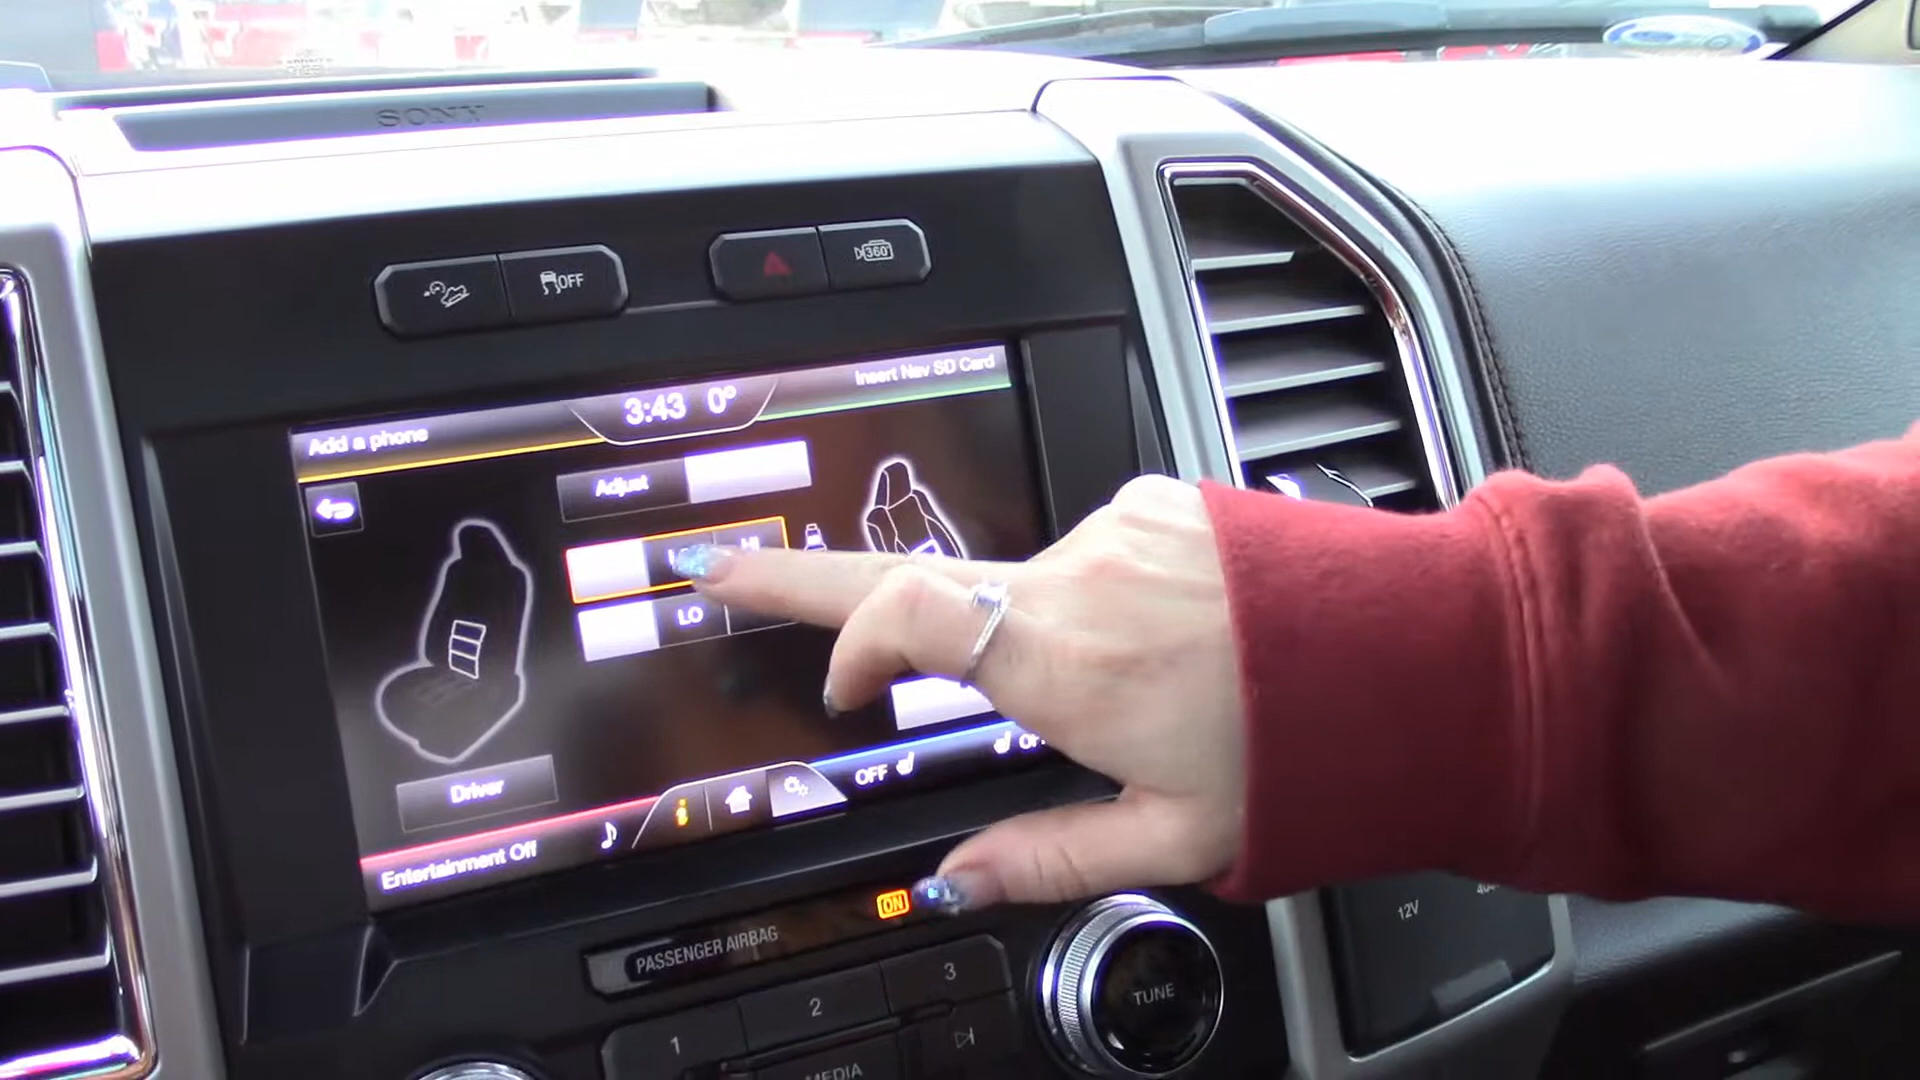 SONY
OFF
360°
Add a phone
3:43 0°
Insert Nav SD Card
Adjust
HI
LO
Driver
OFF
Entertainment Off
ON
PASSENGER AIRBAG
1 2 3
MEDIA
TUNE
12V